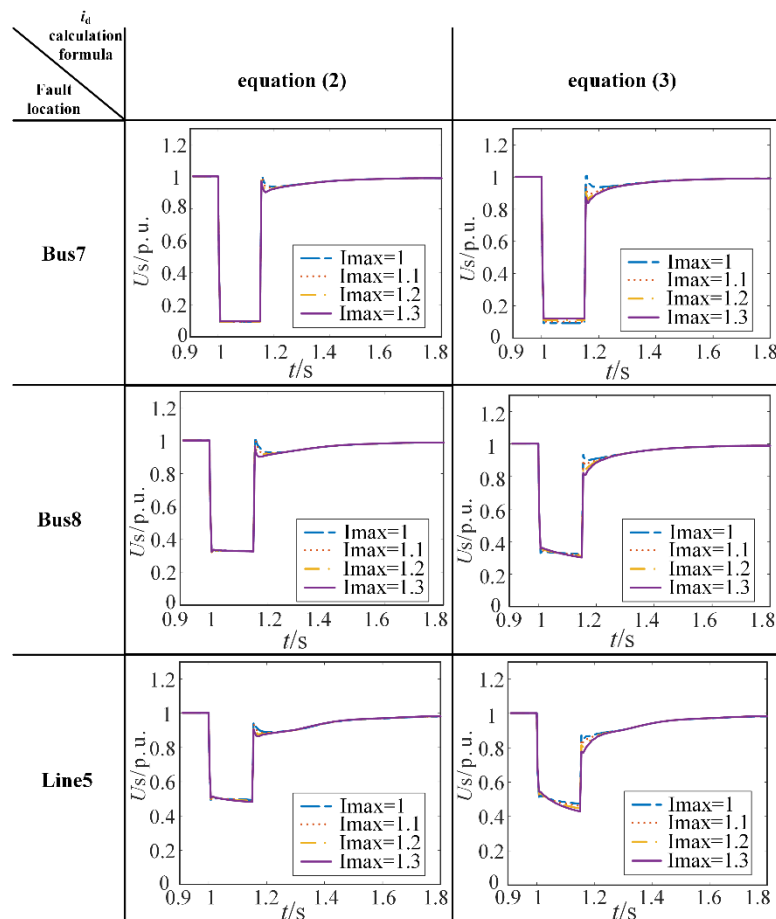 id
calculation
formula
Fault
location
equation (2)
equation (3)
Bus7
Us/p.u.
1.2
1
0.8
0.6
0.4
0.2
0
Imax=1
Imax=1.1
Imax=1.2
Imax=1.3
0.9 1 1.2 1.4 1.6 1.8
t/s
Us/p.u.
1.2
1
0.8
0.6
0.4
0.2
0
Imax=1
Imax=1.1
Imax=1.2
Imax=1.3
0.9 1 1.2 1.4 1.6 1.8
t/s
Bus8
Us/p.u.
1.2
1
0.8
0.6
0.4
0.2
0
Imax=1
Imax=1.1
Imax=1.2
Imax=1.3
0.9 1 1.2 1.4 1.6 1.8
t/s
Us/p.u.
1.2
1
0.8
0.6
0.4
0.2
0
Imax=1
Imax=1.1
Imax=1.2
Imax=1.3
0.9 1 1.2 1.4 1.6 1.8
t/s
Line5
Us/p.u.
1.2
1
0.8
0.6
0.4
0.2
0
Imax=1
Imax=1.1
Imax=1.2
Imax=1.3
0.9 1 1.2 1.4 1.6 1.8
t/s
Us/p.u.
1.2
1
0.8
0.6
0.4
0.2
0
Imax=1
Imax=1.1
Imax=1.2
Imax=1.3
0.9 1 1.2 1.4 1.6 1.8
t/s